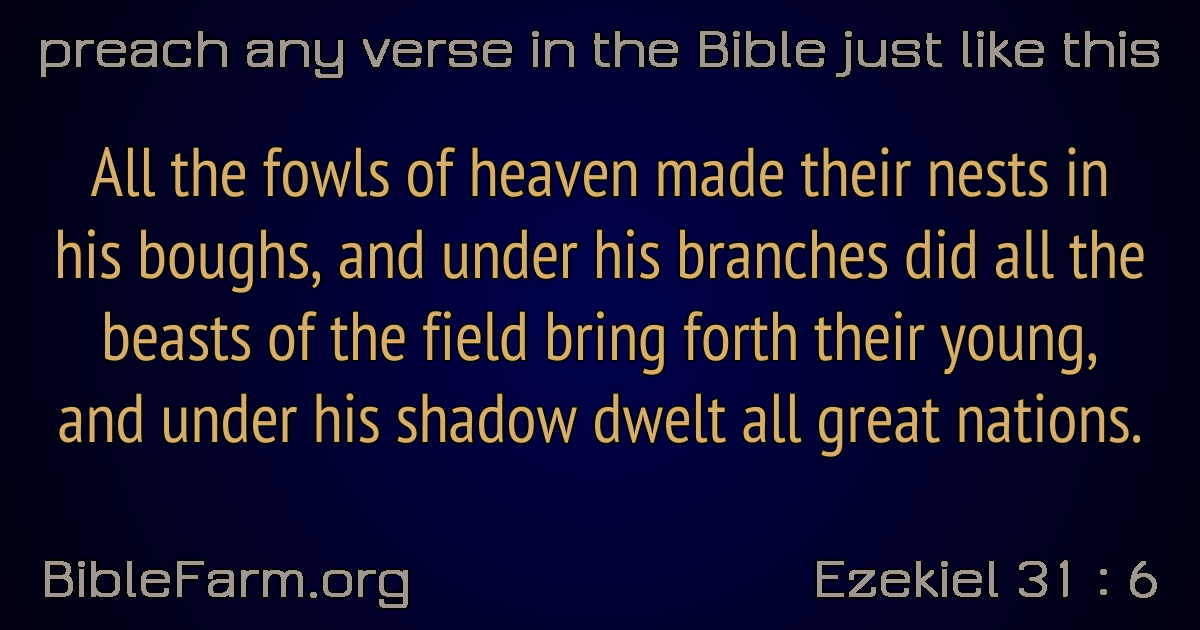 preach any verse in the Bible just like this
All the fowls of heaven made their nests in
his boughs, and under his branches did all the
beasts of the field bring forth their young,
and under his shadow dwelt all great nations.
BibleFarm.org
Ezekiel 31 : 6